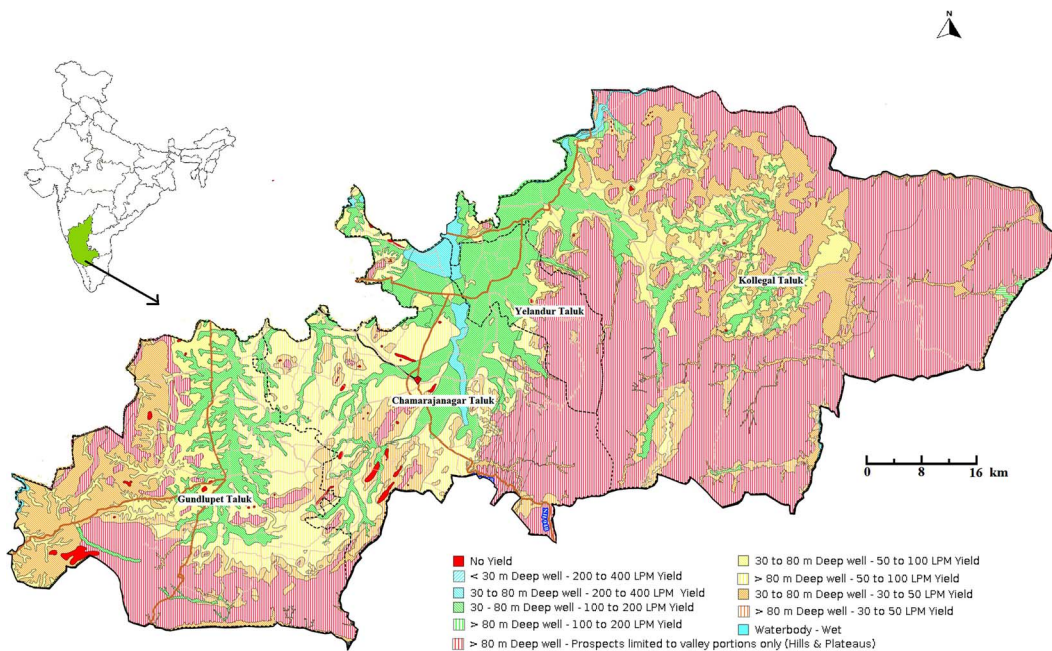 N
Kollegal Taluk
Yelandur Taluk
Chamarajanagar Taluk
Gundlupet Taluk
0 8 16 km
No Yield
< 30 m Deep well - 200 to 400 LPM Yield
30 to 80 m Deep well - 200 to 400 LPM Yield
30 - 80 m Deep well - 100 to 200 LPM Yield
> 80 m Deep well - 100 to 200 LPM Yield
> 80 m Deep well - Prospects limited to valley portions only (Hills & Plateaus)
30 to 80 m Deep well - 50 to 100 LPM Yield
> 80 m Deep well - 50 to 100 LPM Yield
30 to 80 m Deep well - 30 to 50 LPM Yield
> 80 m Deep well - 30 to 50 LPM Yield
Waterbody - Wet